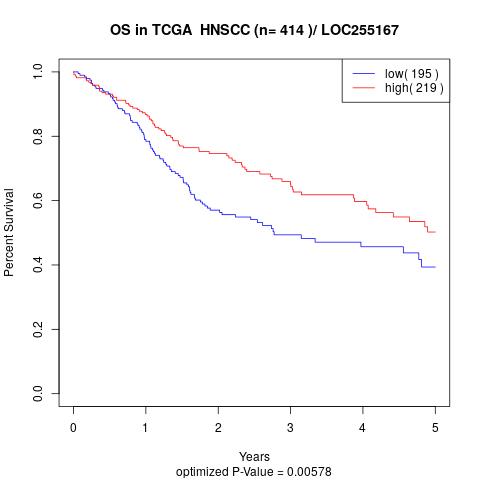 OS in TCGA  HNSCC (n= 414 )/ LOC255167
low( 195 )
high( 219 )
Percent Survival
1.0
0.8
0.6
0.4
0.2
0.0
0 1 2 3 4 5
Years
optimized P-Value = 0.00578